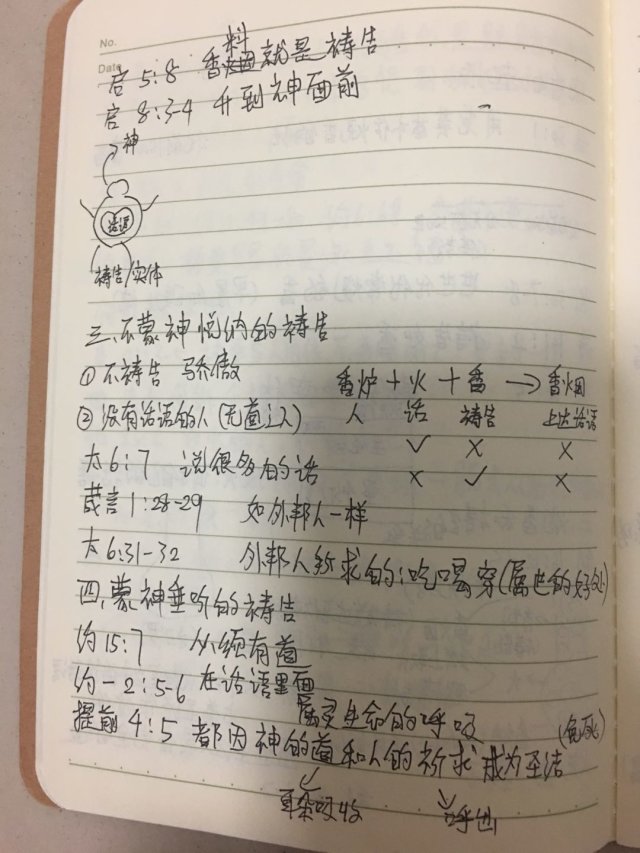 No.
Date
料
启 5:8 香烟就是祷告
启 8:3-4 升到神面前
神
话语
祷告/实体
三.不蒙神悦纳的祷告
① 不祷告 骄傲
香炉 + 火 + 香 → 香烟
② 没有话语的人 (无道之人)
人 话 祷告 上达话语
✓ × ×
太6:7 说很多的话
× ✓ ×
箴言1:28-29 如外邦人一样
太6:31-32 外邦人所求的:吃喝穿(属世的好处)
四.蒙神垂听的祷告
约15:7 必须有道
约一2:5-6 在话语里面
属灵生命的呼吸
提前4:5 都因神的道和人的祈求成为圣洁
耳朵吸收
呼出